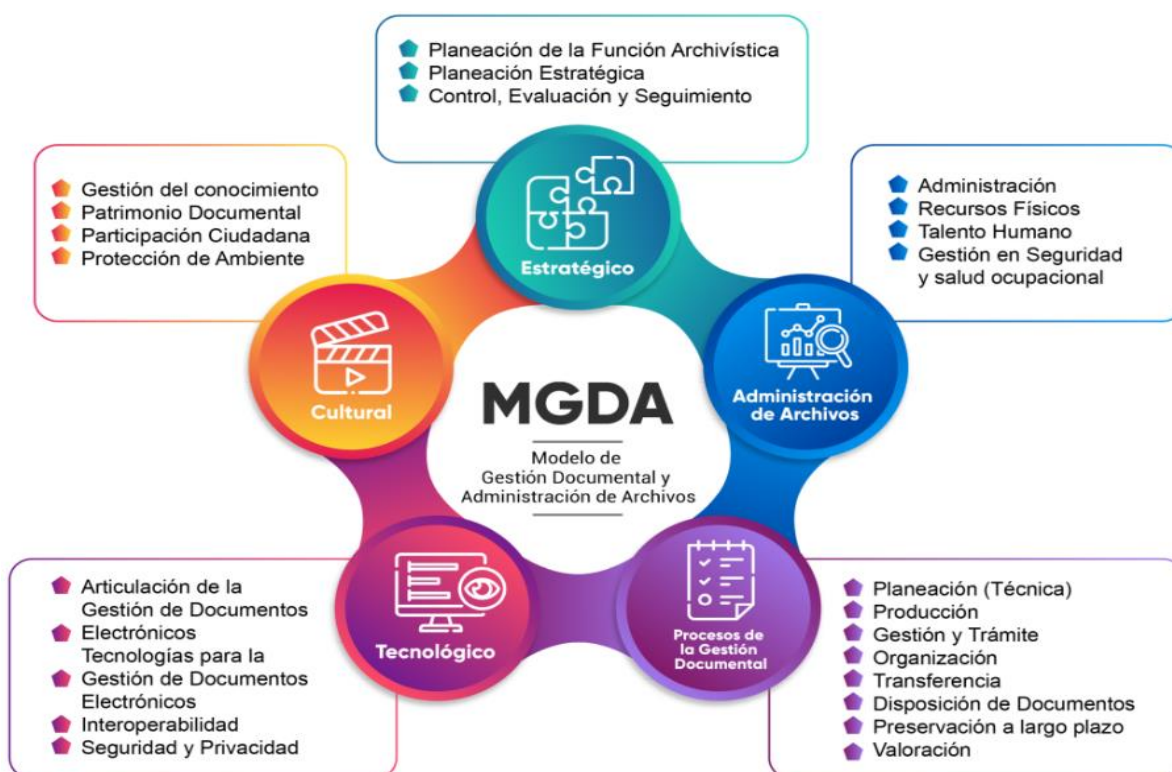 Planeación de la Función Archivística
Planeación Estratégica
Control, Evaluación y Seguimiento
Estratégico
Gestión del conocimiento
Patrimonio Documental
Participación Ciudadana
Protección de Ambiente
Cultural
Administración
Recursos Físicos
Talento Humano
Gestión en Seguridad
y salud ocupacional
Administración
de Archivos
MGDA
Modelo de
Gestión Documental y
Administración de Archivos
Articulación de la
Gestión de Documentos
Electrónicos
Tecnologías para la
Gestión de Documentos
Electrónicos
Interoperabilidad
Seguridad y Privacidad
Tecnológico
Procesos de
la Gestión
Documental
Planeación (Técnica)
Producción
Gestión y Trámite
Organización
Transferencia
Disposición de Documentos
Preservación a largo plazo
Valoración